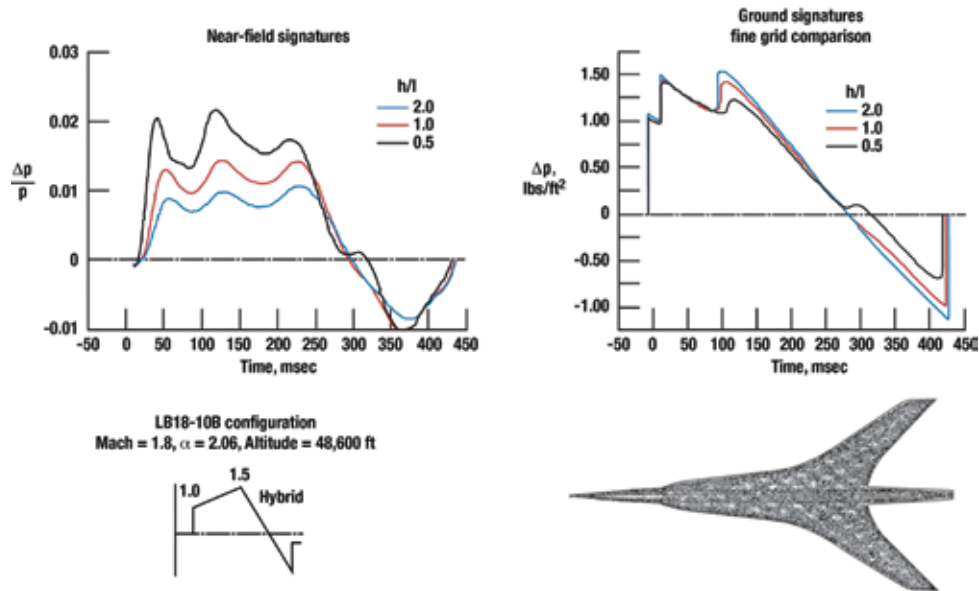 Near-field signatures
0.03
0.02
0.01
0
-0.01
Δp
p
h/l
2.0
1.0
0.5
-50 0 50 100 150 200 250 300 350 400 450
Time, msec
Ground signatures
fine grid comparison
1.50
1.00
0.50
0
-0.50
-1.00
Δp,
lbs/ft²
h/l
2.0
1.0
0.5
-50 0 50 100 150 200 250 300 350 400 450
Time, msec
LB18-10B configuration
Mach = 1.8, α = 2.06, Altitude = 48,600 ft
1.5
1.0
Hybrid